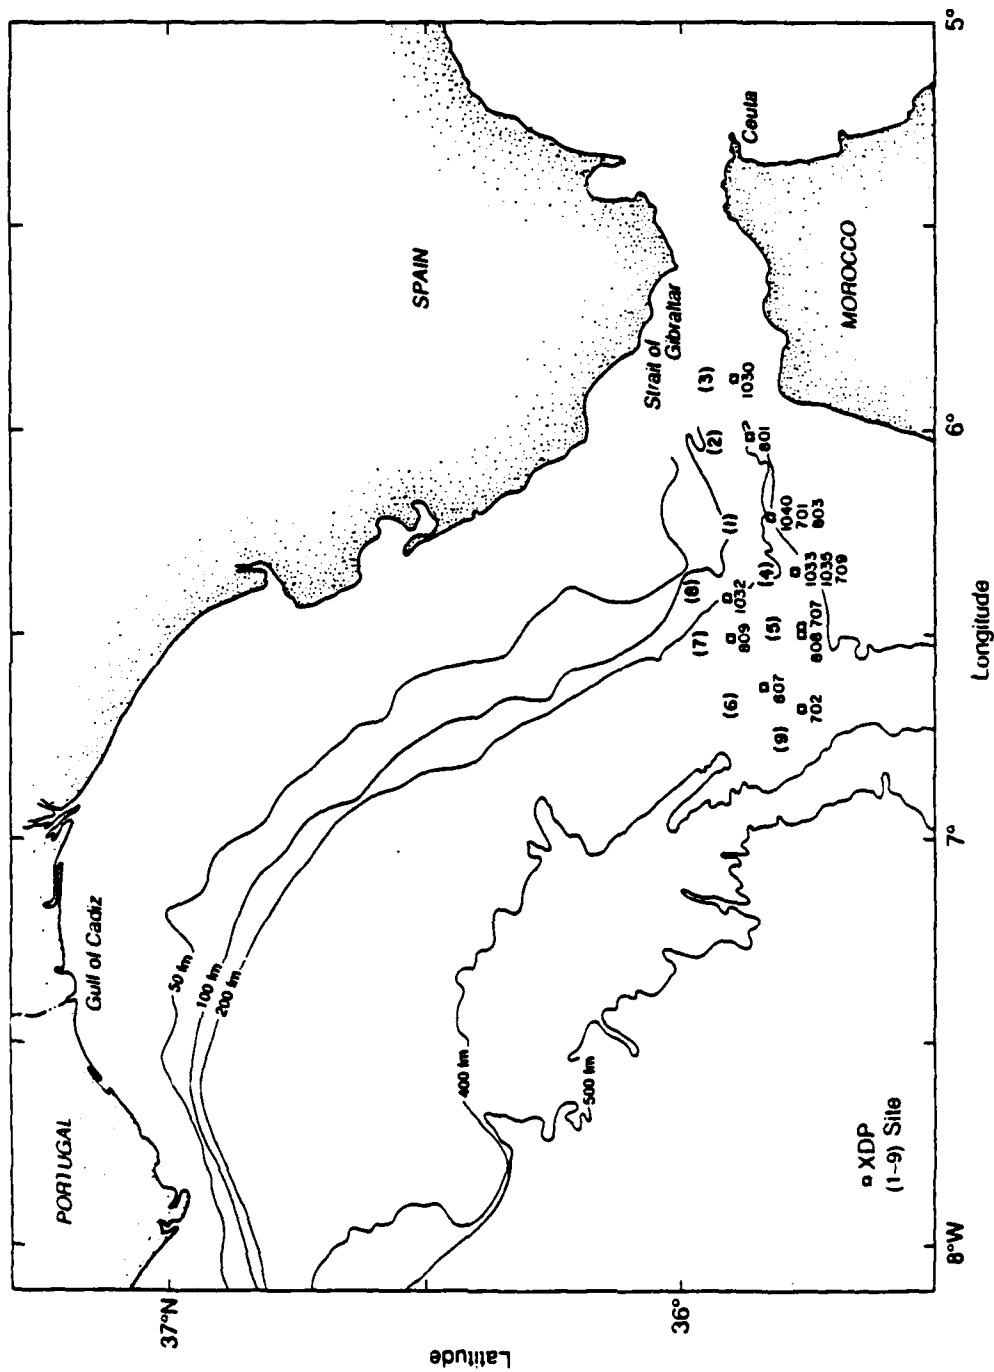 PORTUGAL
Gulf of Cadiz
SPAIN
Strait of
Gibraltar
Ceuta
MOROCCO
50 fm
100 fm
200 fm
400 fm
500 fm
(1)
(2)
(3)
(4)
(5)
(6)
(7)
(8)
(9)
1030
801
1040
701
803
1033
1035
709
1032
809
808 707
807
702
XDP
(1-9) Site
37°N
36°
Latitude
8°W
7°
6°
5°
Longitude